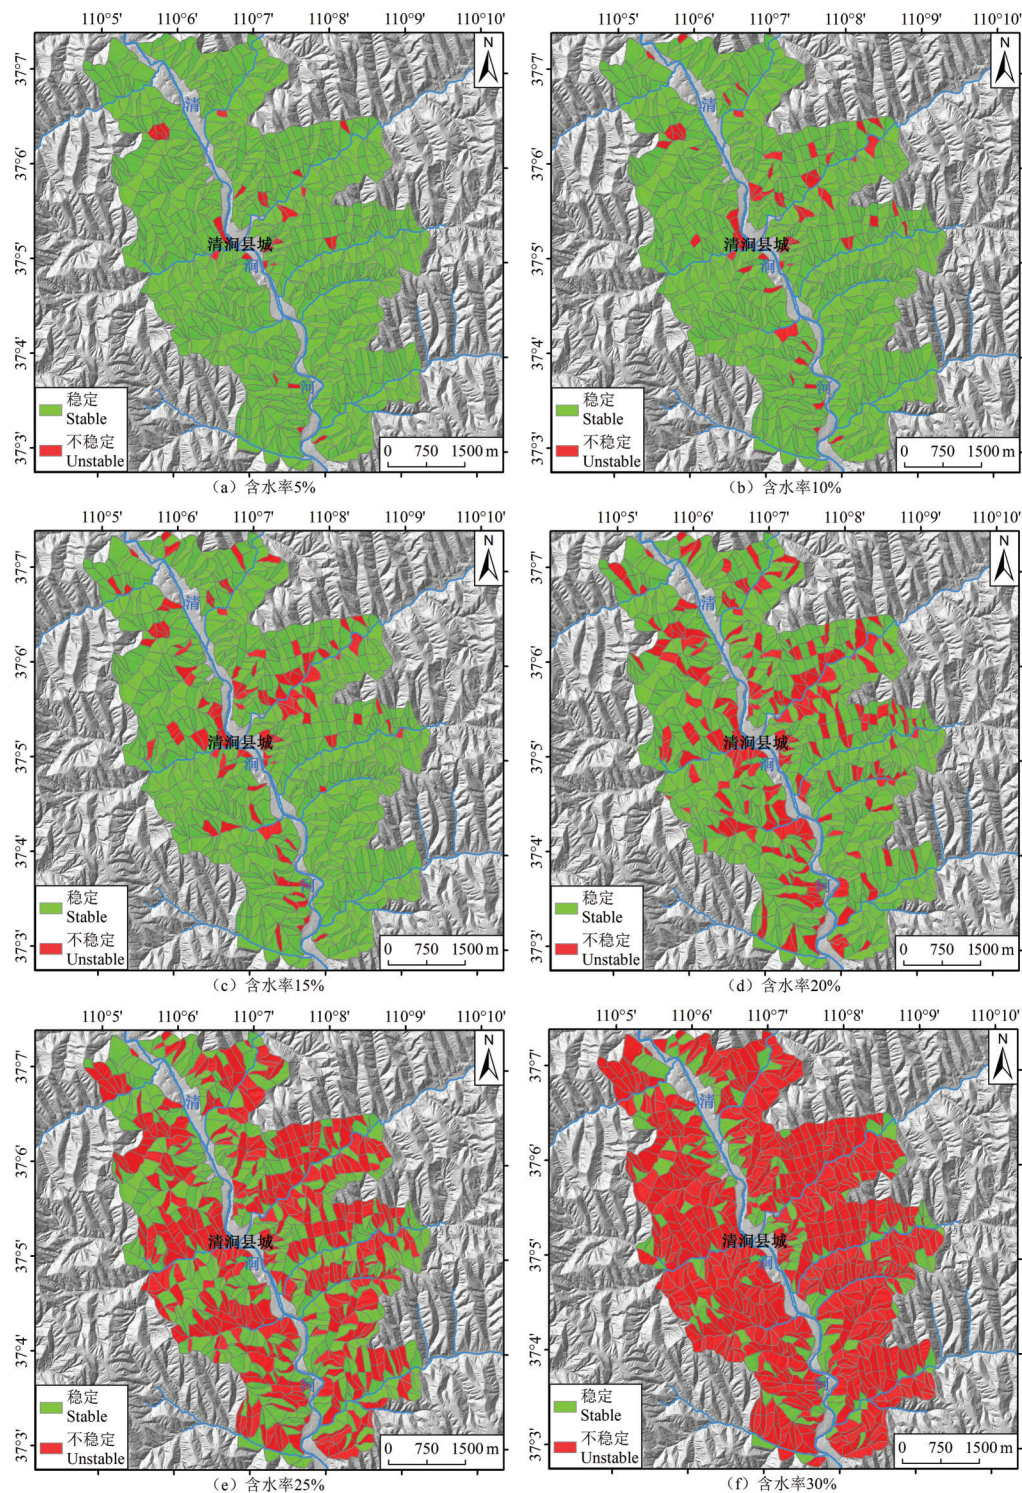 110°5′ 110°6′ 110°7′ 110°8′ 110°9′ 110°10′
110°5′ 110°6′ 110°7′ 110°8′ 110°9′ 110°10′
N
37°7′
37°6′
37°5′
37°4′
37°3′
清
清涧县城
涧
河
稳定
Stable
不稳定
Unstable
0 750 1500 m
（a）含水率5%
N
37°7′
37°6′
37°5′
37°4′
37°3′
清
清涧县城
涧
河
稳定
Stable
不稳定
Unstable
0 750 1500 m
（b）含水率10%
110°5′ 110°6′ 110°7′ 110°8′ 110°9′ 110°10′
110°5′ 110°6′ 110°7′ 110°8′ 110°9′ 110°10′
N
37°7′
37°6′
37°5′
37°4′
37°3′
清
清涧县城
涧
河
稳定
Stable
不稳定
Unstable
0 750 1500 m
（c）含水率15%
N
37°7′
37°6′
37°5′
37°4′
37°3′
清
清涧县城
涧
河
稳定
Stable
不稳定
Unstable
0 750 1500 m
（d）含水率20%
110°5′ 110°6′ 110°7′ 110°8′ 110°9′ 110°10′
110°5′ 110°6′ 110°7′ 110°8′ 110°9′ 110°10′
N
37°7′
37°6′
37°5′
37°4′
37°3′
清
清涧县城
涧
河
稳定
Stable
不稳定
Unstable
0 750 1500 m
（e）含水率25%
N
37°7′
37°6′
37°5′
37°4′
37°3′
清
清涧县城
涧
河
稳定
Stable
不稳定
Unstable
0 750 1500 m
（f）含水率30%